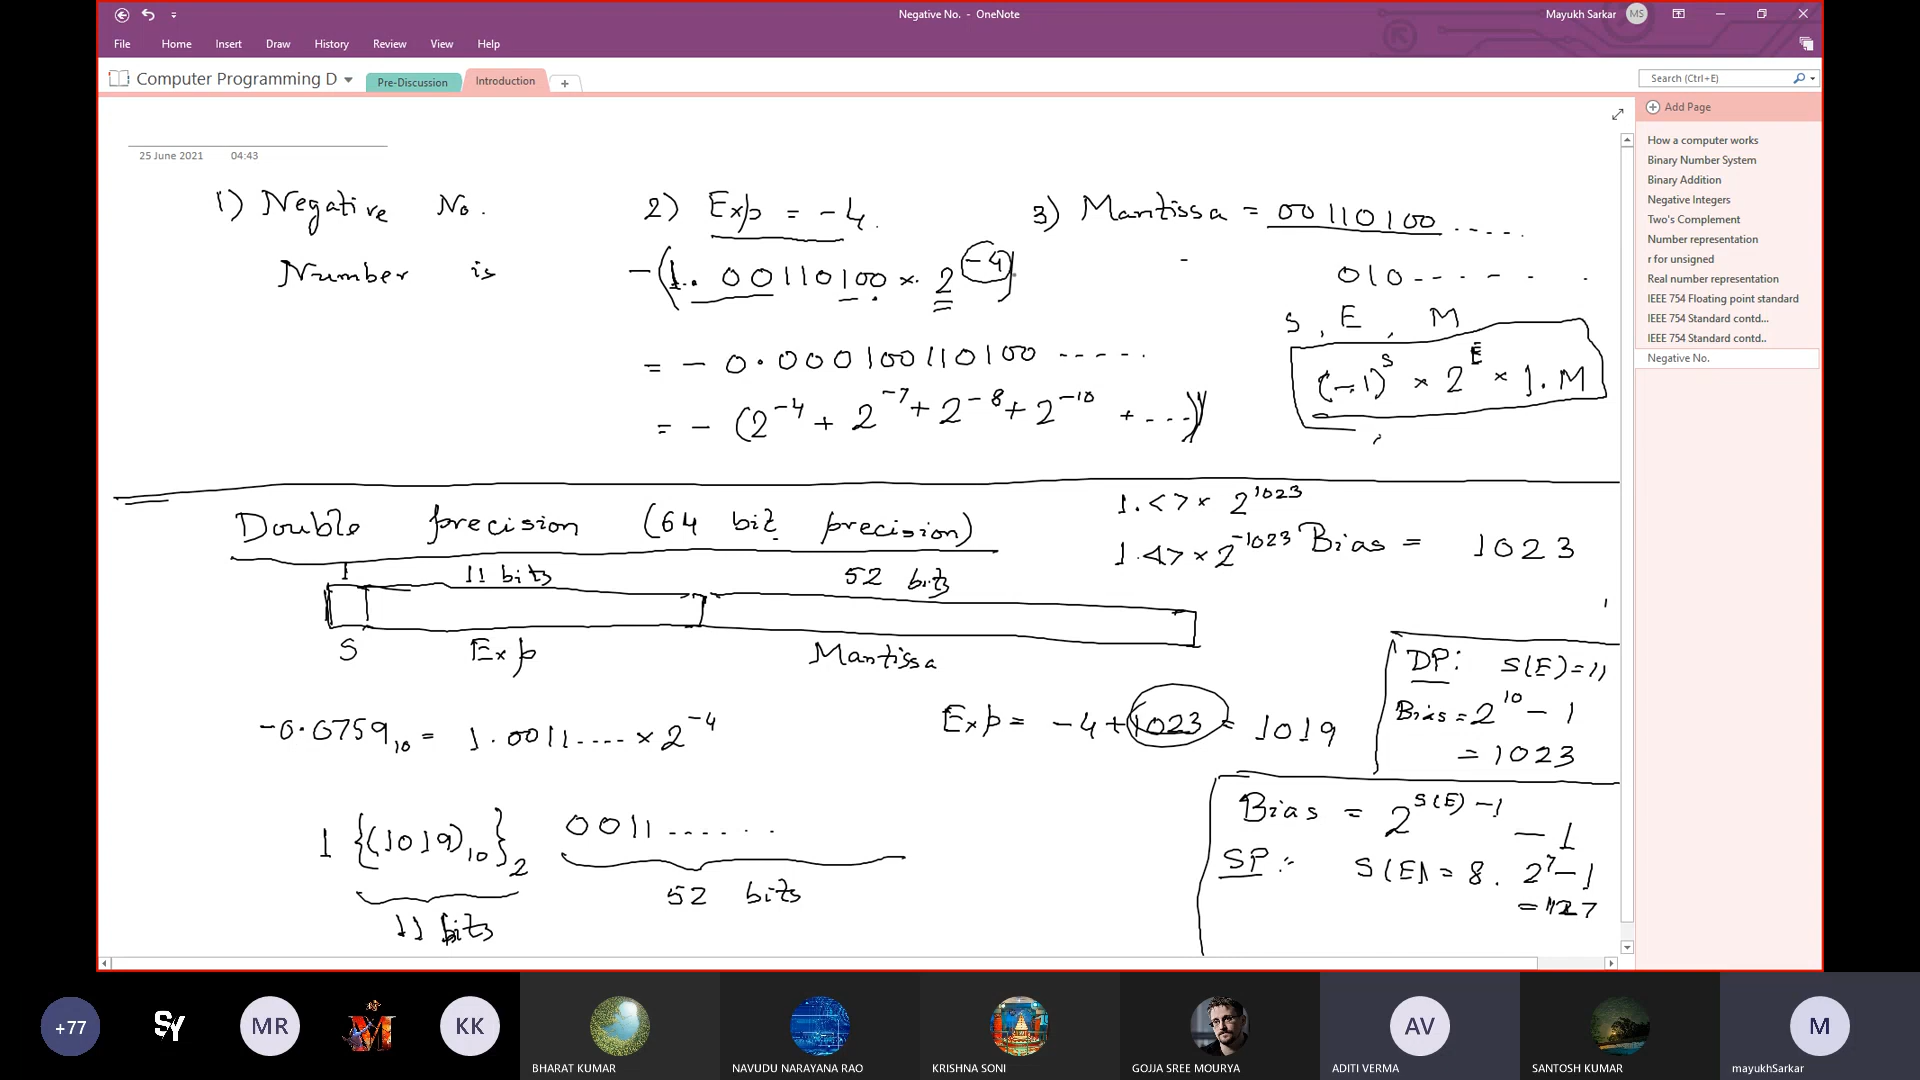 Negative No. - OneNote
Mayukh Sarkar MS
File Home Insert Draw History Review View Help
Computer Programming D Pre-Discussion Introduction +
Search (Ctrl+E)
Add Page
How a computer works
Binary Number System
Binary Addition
Negative Integers
Two's Complement
Number representation
r for unsigned
Real number representation
IEEE 754 Floating point standard
IEEE 754 Standard contd...
IEEE 754 Standard contd..
Negative No.
25 June 2021 04:43
1) Negative No. 2) Exp = -4. 3) Mantissa = 00110100.....
010.......
Number is -(1.00110100 × 2^-4)
= - 0.000100110100 .....
= - (2^-4 + 2^-7 + 2^-8 + 2^-10 + ...)
S, E, M
(-1)^S × 2^E × 1.M
Double precision (64 bit precision)
1.<> × 2^1023
1.<> × 2^-1023
Bias = 1023
1 11 bits 52 bits
S Exp Mantissa
-0.0759_10 = 1.0011.... × 2^-4
Exp = -4 + 1023 = 1019
DP: S(E)=11
Bias = 2^10 - 1
= 1023
1 {(1019)_10}_2 0011......
11 bits 52 bits
Bias = 2^S(E)-1 - 1
SP: S(E) = 8. 2^7 - 1
= 127
+77 SY MR M KK AV M
BHARAT KUMAR
NAVUDU NARAYANA RAO
KRISHNA SONI
GOJJA SREE MOURYA
ADITI VERMA
SANTOSH KUMAR
mayukhSarkar